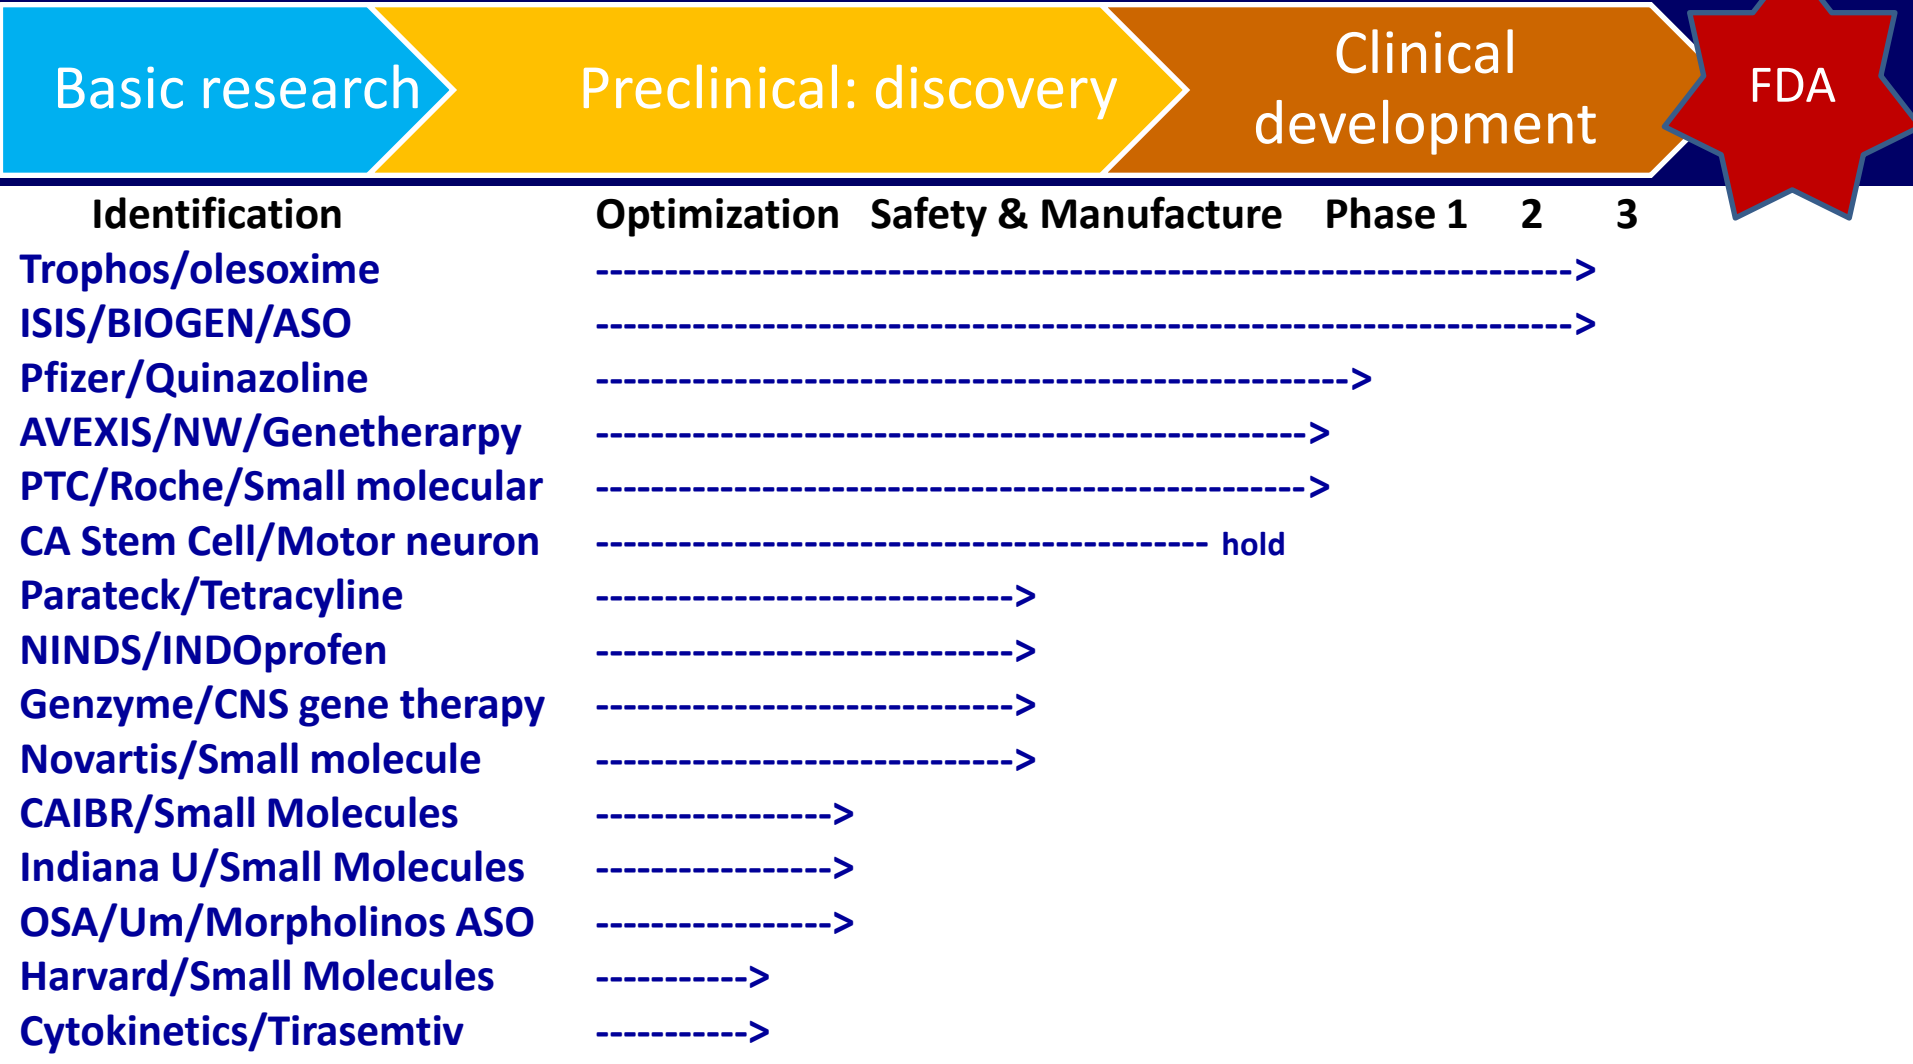 Basic research
Preclinical: discovery
Clinical
development
FDA
Identification Optimization Safety & Manufacture Phase 1 2 3
Trophos/olesoxime ----------------------------------------------------------------------->
ISIS/BIOGEN/ASO ----------------------------------------------------------------------->
Pfizer/Quinazoline ------------------------------------------------------->
AVEXIS/NW/Genetherarpy ---------------------------------------------------->
PTC/Roche/Small molecular ---------------------------------------------------->
CA Stem Cell/Motor neuron --------------------------------------------- hold
Parateck/Tetracyline ------------------------------>
NINDS/INDOprofen ------------------------------>
Genzyme/CNS gene therapy ------------------------------>
Novartis/Small molecule ------------------------------>
CAIBR/Small Molecules ----------------->
Indiana U/Small Molecules ----------------->
OSA/Um/Morpholinos ASO ----------------->
Harvard/Small Molecules ----------->
Cytokinetics/Tirasemtiv ----------->